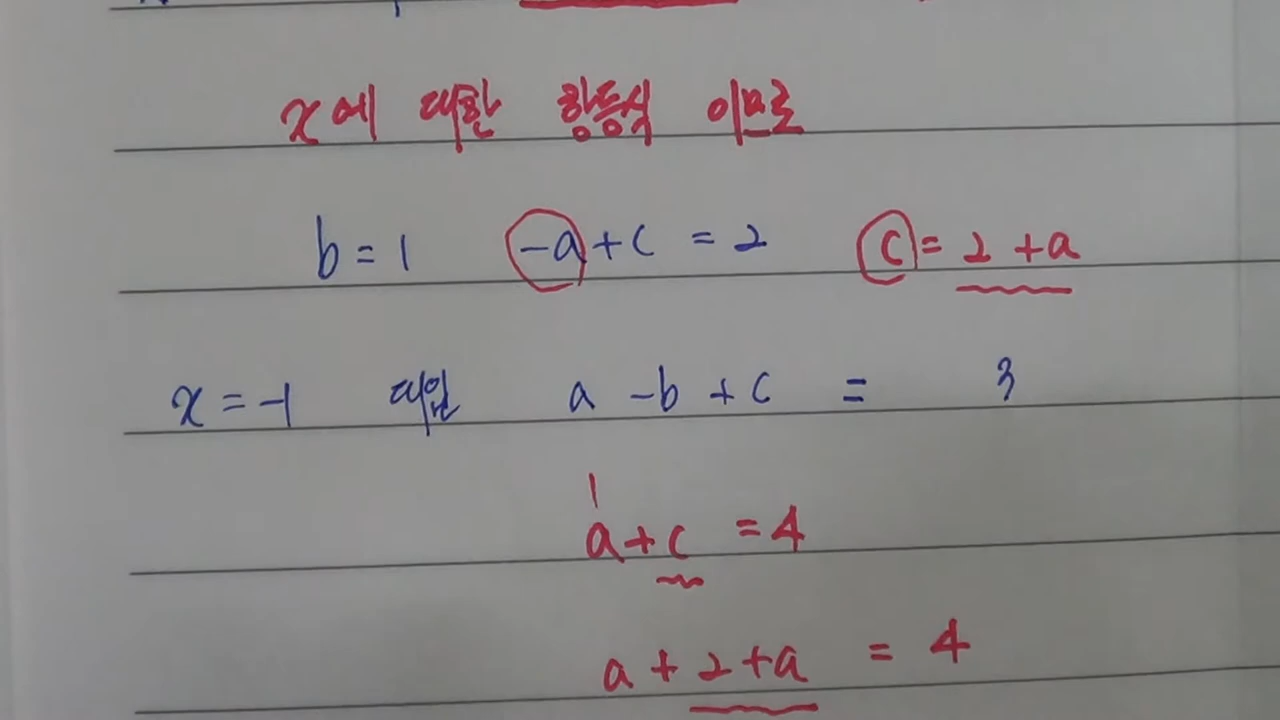 x에 대한 항등식 이므로
b = 1 -a + c = 2 c = 2 + a
x = -1 대입 a - b + c = 3
1
a + c = 4
a + 2 + a = 4